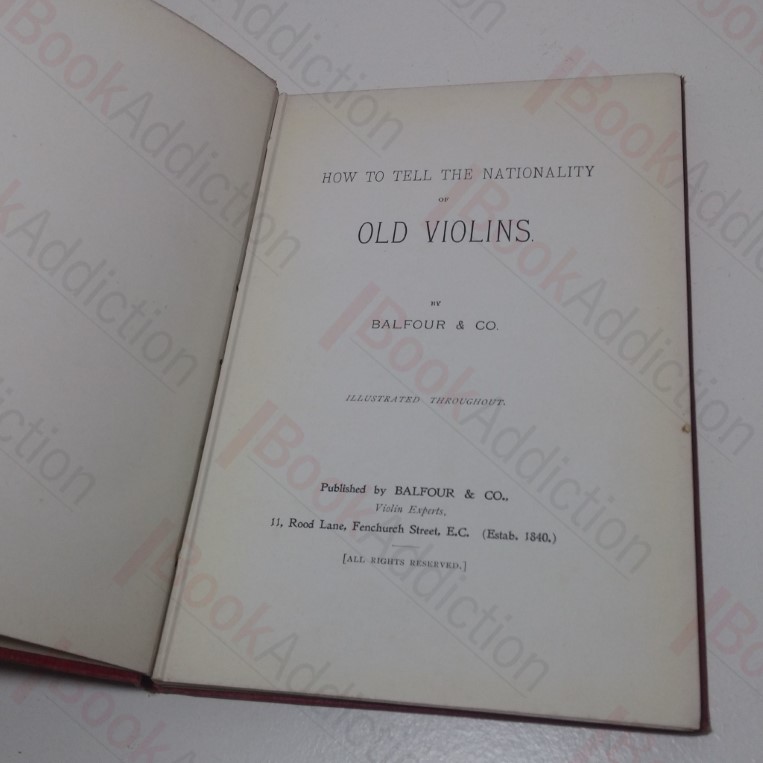 HOW TO TELL THE NATIONALITY
OF
OLD VIOLINS.
BY
BALFOUR & CO.
ILLUSTRATED THROUGHOUT.
Published by BALFOUR & CO.,
Violin Experts,
11, Rood Lane, Fenchurch Street, E.C. (Estab. 1840.)
[ALL RIGHTS RESERVED.]
BookAddiction